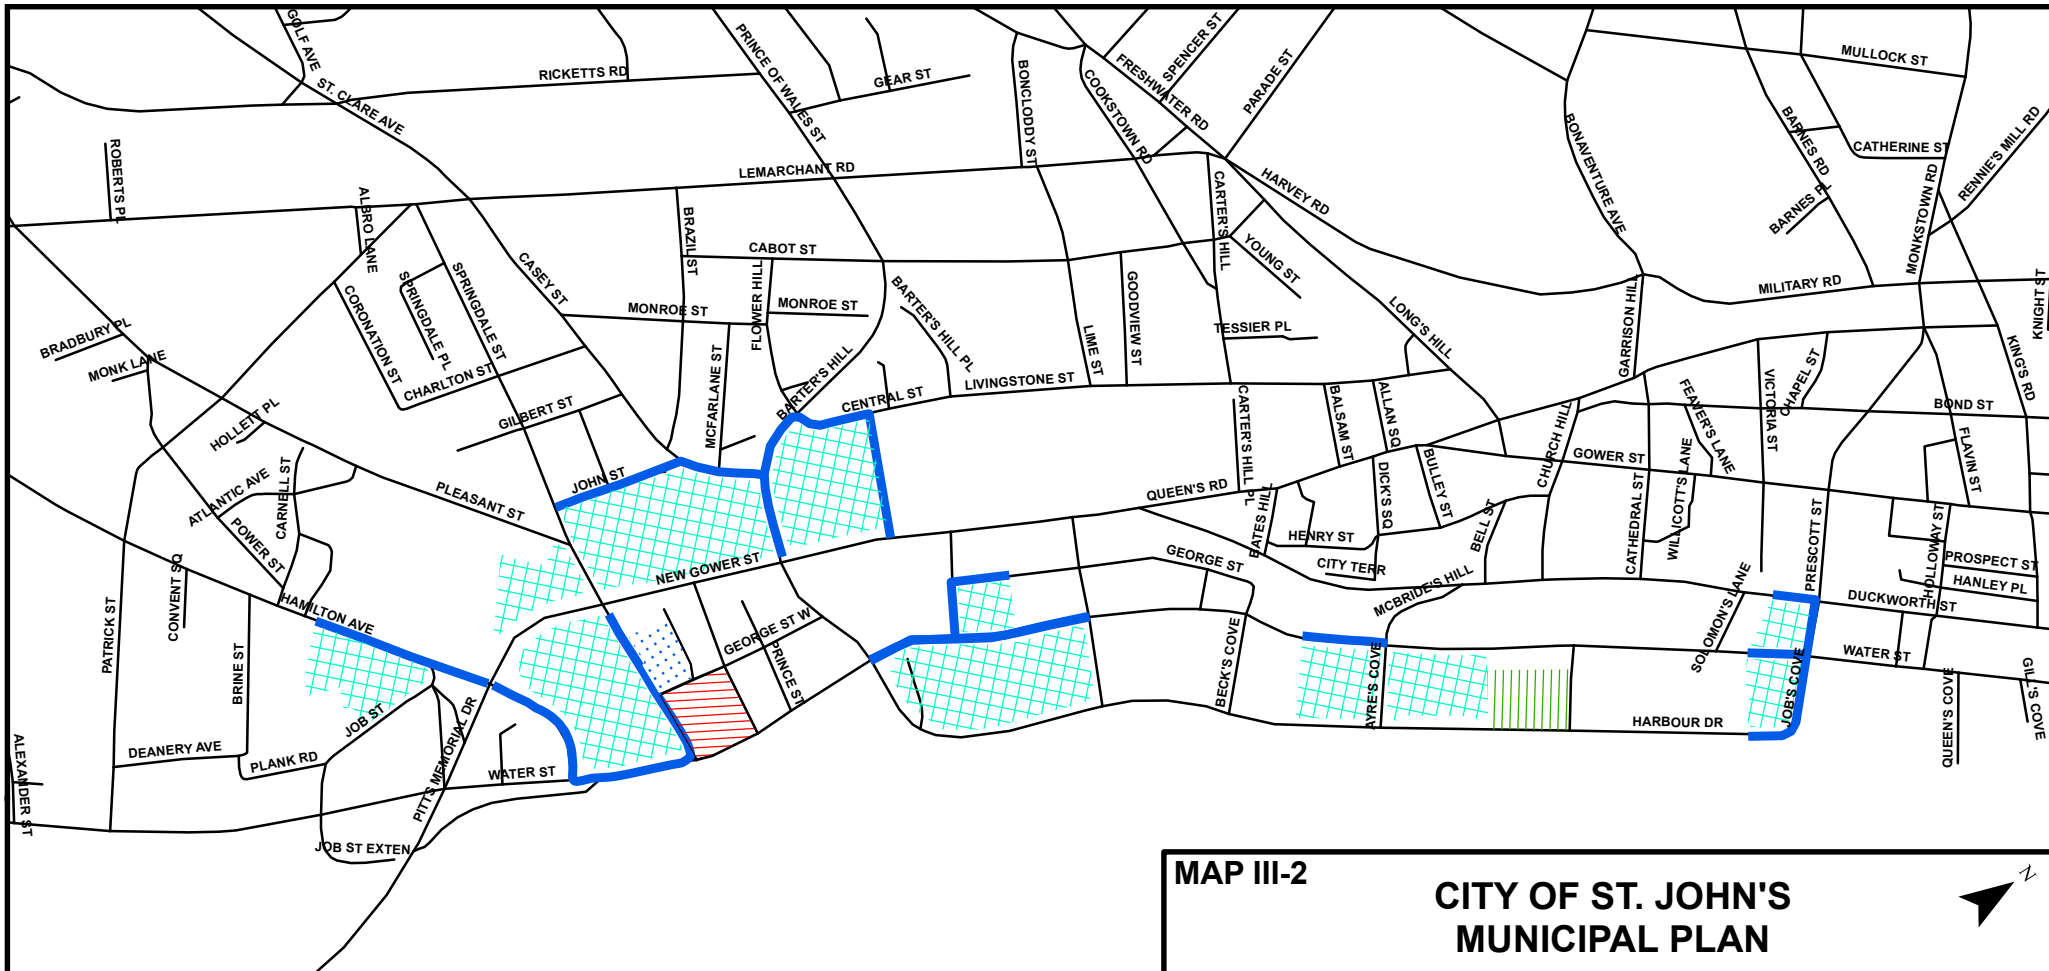 GOLF AVE
ST. CLARE AVE
RICKETTS RD
PRINCE OF WALES ST
GEAR ST
BONCLODDY ST
COOKSTOWN RD
FRESHWATER RD
SPENCER ST
PARADE ST
MULLOCK ST
BARNES RD
CATHERINE ST
RENNIE'S MILL RD
BONAVENTURE AVE
MONKSTOWN RD
BARNES PL
ROBERTS PL
LEMARCHANT RD
HARVEY RD
CARTER'S HILL
ALBRO LANE
BRAZIL ST
CABOT ST
YOUNG ST
CASEY ST
SPRINGDALE ST
SPRINGDALE PL
CORONATION ST
FLOWER HILL
MONROE ST
MONROE ST
BARTER'S HILL PL
GOODVIEW ST
LIME ST
TESSIER PL
LONG'S HILL
GARRISON HILL
MILITARY RD
KNIGHT ST
KING'S RD
BRADBURY PL
MONK LANE
CHARLTON ST
MCFARLANE ST
BARTER'S HILL
CENTRAL ST
LIVINGSTONE ST
HOLLETT PL
GILBERT ST
CARTER'S HILL PL
BALSAM ST
ALLAN SQ
CHURCH HILL
FEAVER'S LANE
VICTORIA ST
CHAPEL ST
BOND ST
FLAVIN ST
ATLANTIC AVE
CARNELL ST
PLEASANT ST
JOHN ST
QUEEN'S RD
DICK'S SQ
BULLEY ST
GOWER ST
WILLICOTT'S LANE
CATHEDRAL ST
POWER ST
CONVENT SQ
PATRICK ST
HAMILTON AVE
NEW GOWER ST
BATES HILL
HENRY ST
CITY TERR
BELL ST
MCBRIDE'S HILL
GEORGE ST
SOLOMON'S LANE
PRESCOTT ST
HOLLOWAY ST
PROSPECT ST
HANLEY PL
DUCKWORTH ST
WATER ST
BRINE ST
GEORGE ST W
PRINCE ST
BECK'S COVE
AYRE'S COVE
JOB'S COVE
HARBOUR DR
QUEEN'S COVE
GILL'S COVE
ALEXANDER ST
DEANERY AVE
PLANK RD
JOB ST
PITTS MEMORIAL DR
WATER ST
JOB ST EXTEN
MAP III-2
CITY OF ST. JOHN'S
MUNICIPAL PLAN
N